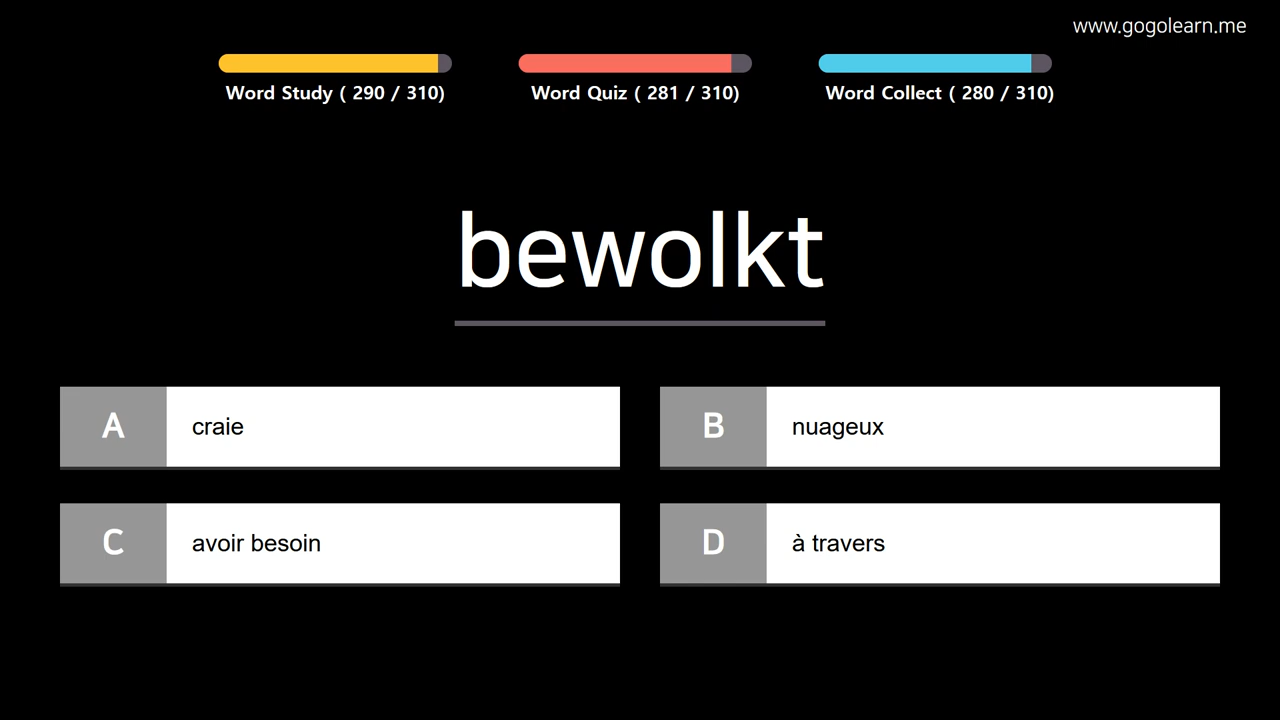 www.gogolearn.me
Word Study ( 290 / 310)
Word Quiz ( 281 / 310)
Word Collect ( 280 / 310)
bewolkt
A craie
B nuageux
C avoir besoin
D à travers